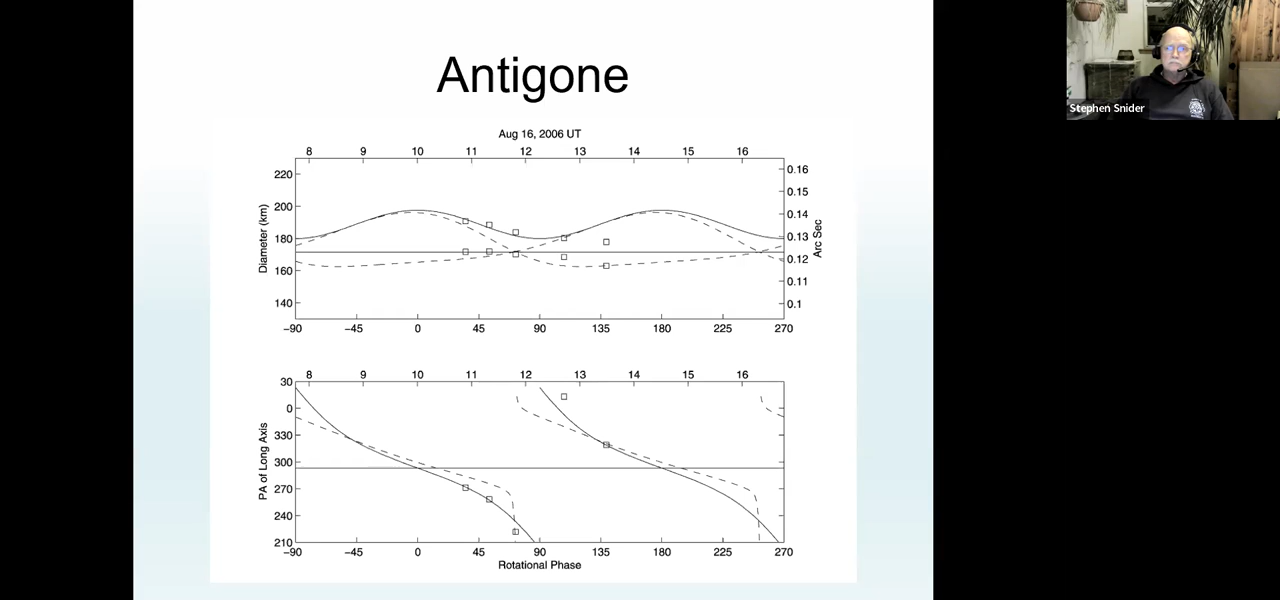 Antigone
Stephen Snider
Aug 16, 2006 UT
8 9 10 11 12 13 14 15 16
220 200 180 160 140
Diameter (km)
0.16 0.15 0.14 0.13 0.12 0.11 0.1
Arc Sec
−90 −45 0 45 90 135 180 225 270
8 9 10 11 12 13 14 15 16
30 0 330 300 270 240 210
PA of Long Axis
−90 −45 0 45 90 135 180 225 270
Rotational Phase